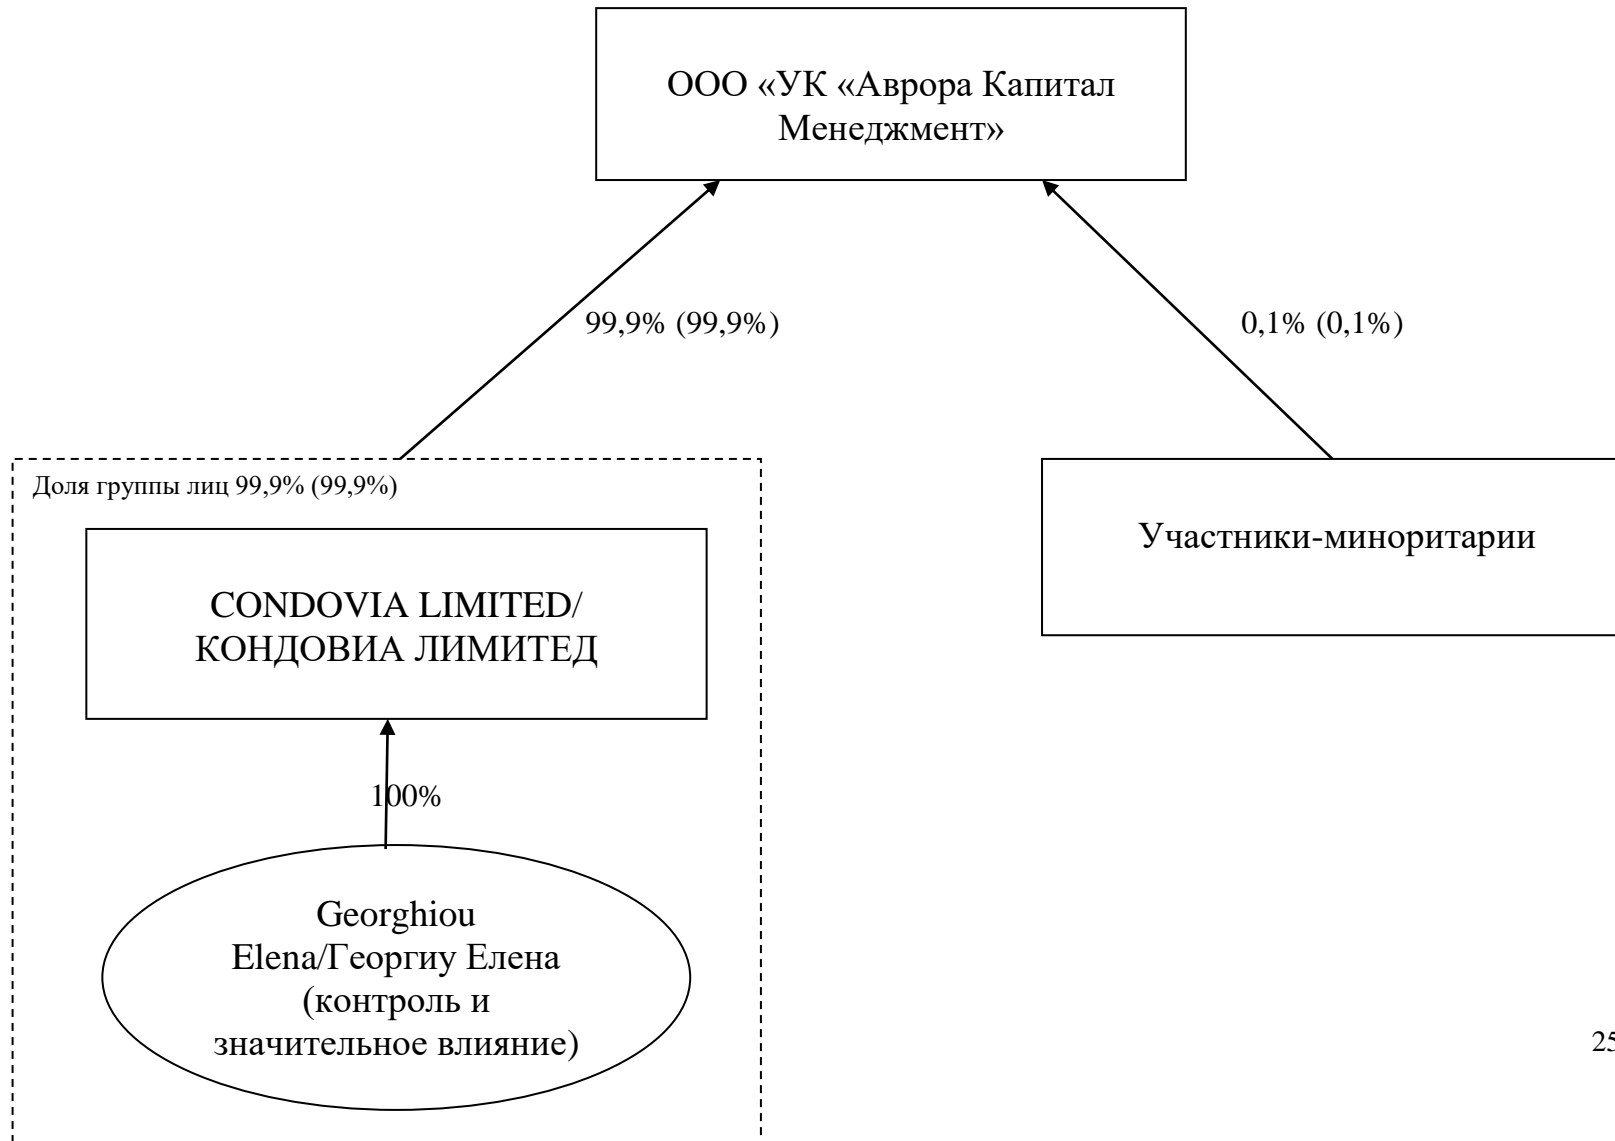 ООО «УК «Аврора Капитал
Менеджмент»
99,9% (99,9%)
0,1% (0,1%)
Доля группы лиц 99,9% (99,9%)
CONDOVIA LIMITED/
КОНДОВИА ЛИМИТЕД
Участники-миноритарии
100%
Georghiou
Elena/Георгиу Елена
(контроль и
значительное влияние)
25